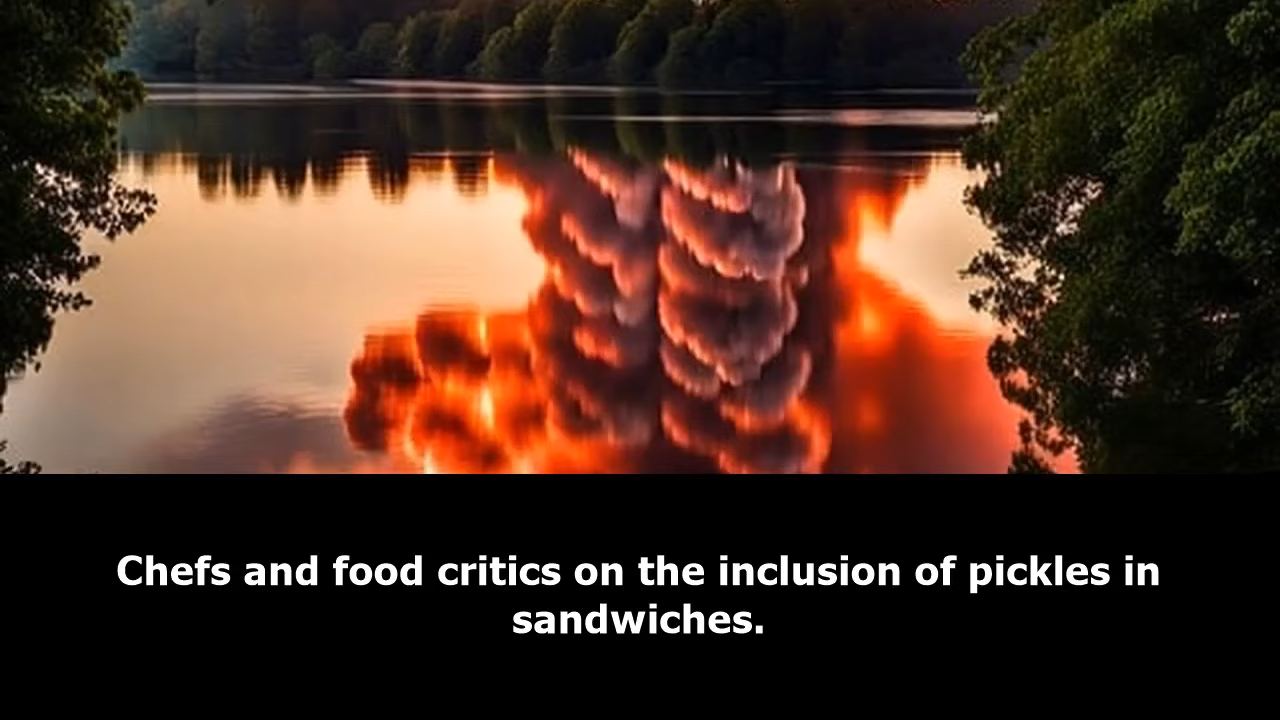 Chefs and food critics on the inclusion of pickles in
sandwiches.